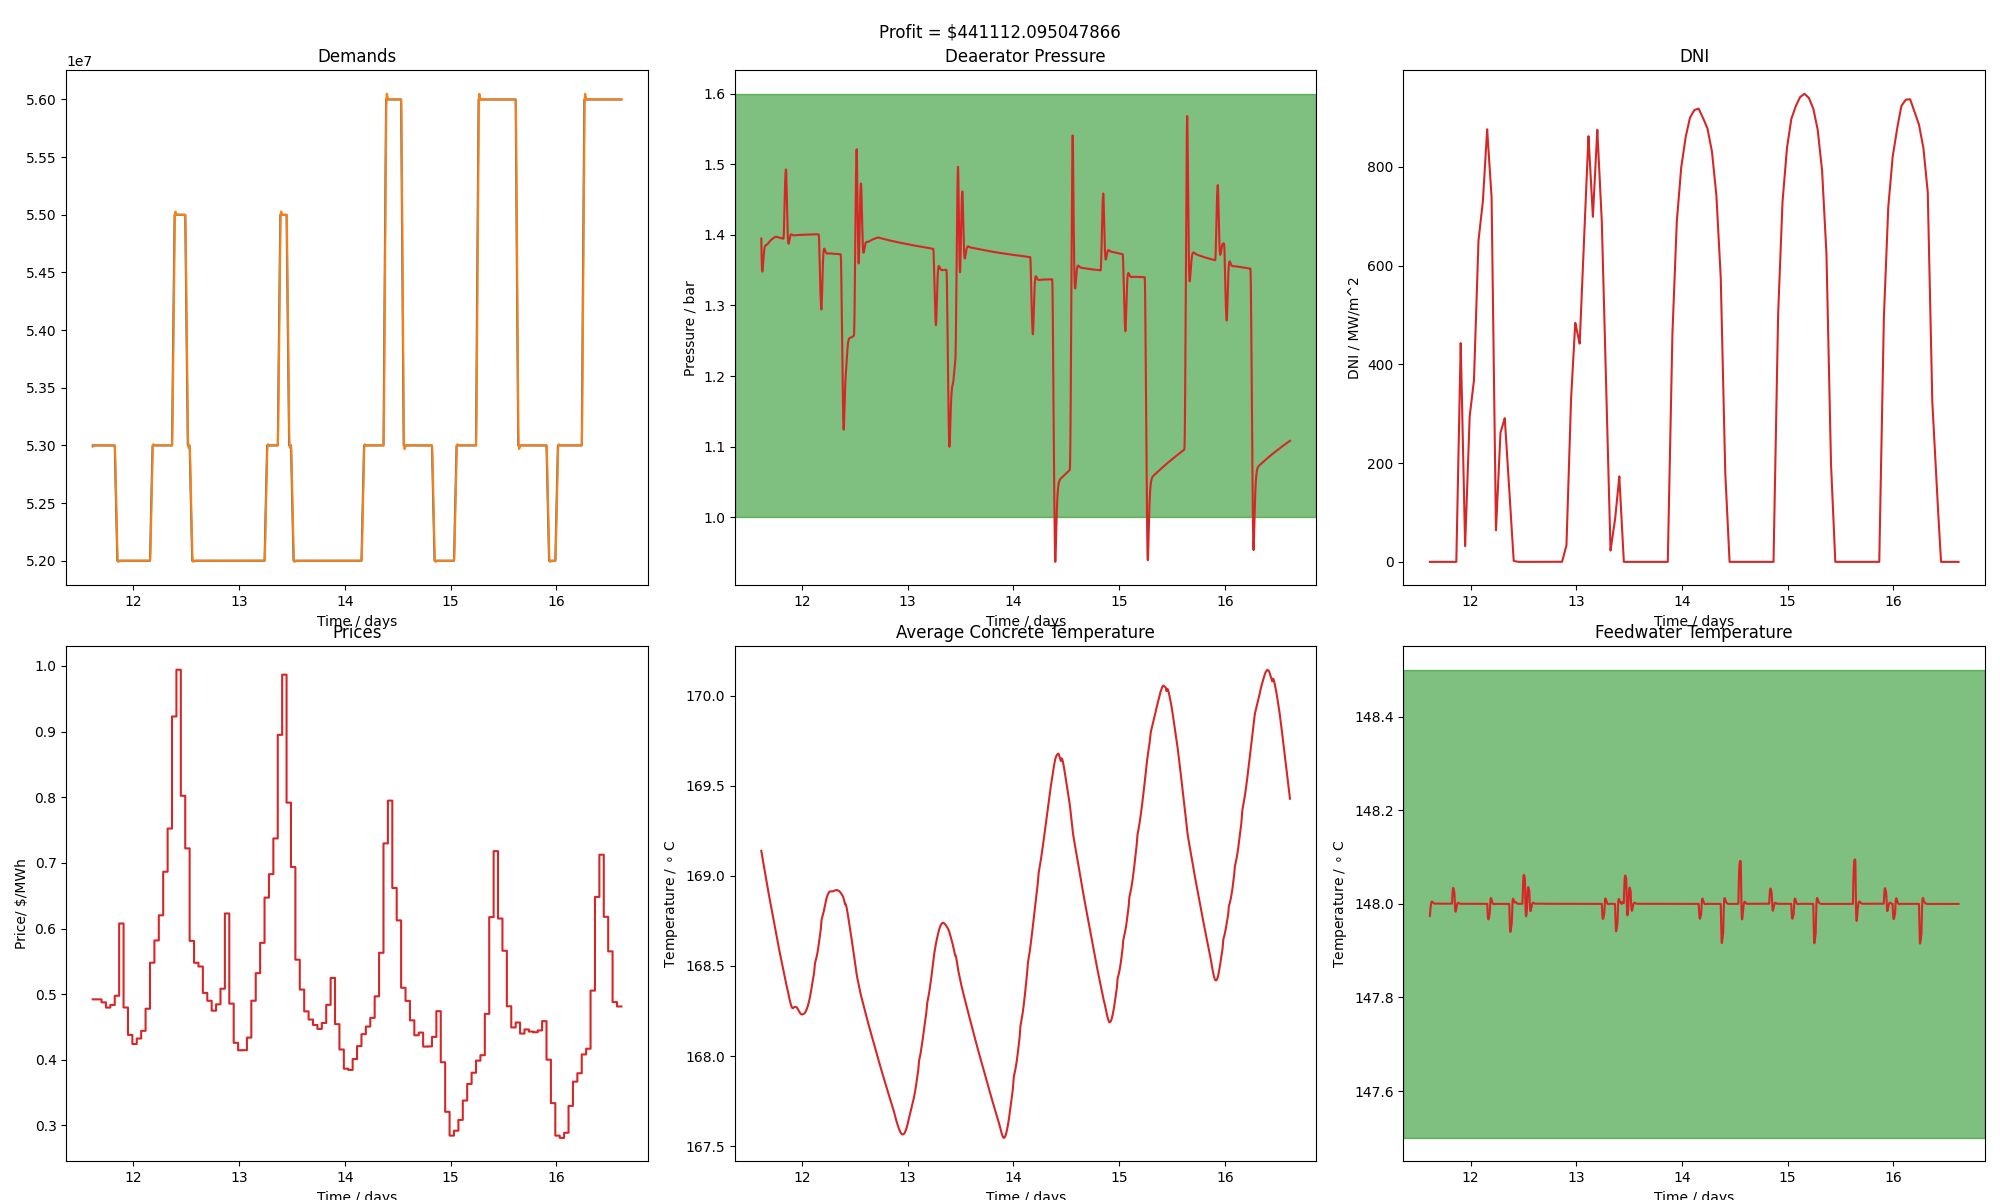 Profit = $441112.095047866
Demands
1e7
5.60
5.55
5.50
5.45
5.40
5.35
5.30
5.25
5.20
12 13 14 15 16
Time / days
Deaerator Pressure
Pressure / bar
1.6
1.5
1.4
1.3
1.2
1.1
1.0
12 13 14 15 16
Time / days
DNI
DNI / MW/m^2
800
600
400
200
0
12 13 14 15 16
Time / days
Prices
Price/ $/MWh
1.0
0.9
0.8
0.7
0.6
0.5
0.4
0.3
12 13 14 15 16
Time / days
Average Concrete Temperature
Temperature / ∘ C
170.0
169.5
169.0
168.5
168.0
167.5
12 13 14 15 16
Time / days
Feedwater Temperature
Temperature / ∘ C
148.4
148.2
148.0
147.8
147.6
12 13 14 15 16
Time / days